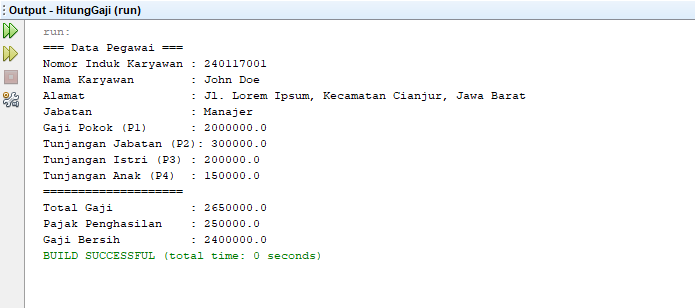 Output - HitungGaji (run)
run:
=== Data Pegawai ===
Nomor Induk Karyawan : 240117001
Nama Karyawan        : John Doe
Alamat               : Jl. Lorem Ipsum, Kecamatan Cianjur, Jawa Barat
Jabatan              : Manajer
Gaji Pokok (P1)      : 2000000.0
Tunjangan Jabatan (P2): 300000.0
Tunjangan Istri (P3) : 200000.0
Tunjangan Anak (P4)  : 150000.0
====================
Total Gaji           : 2650000.0
Pajak Penghasilan    : 250000.0
Gaji Bersih          : 2400000.0
BUILD SUCCESSFUL (total time: 0 seconds)